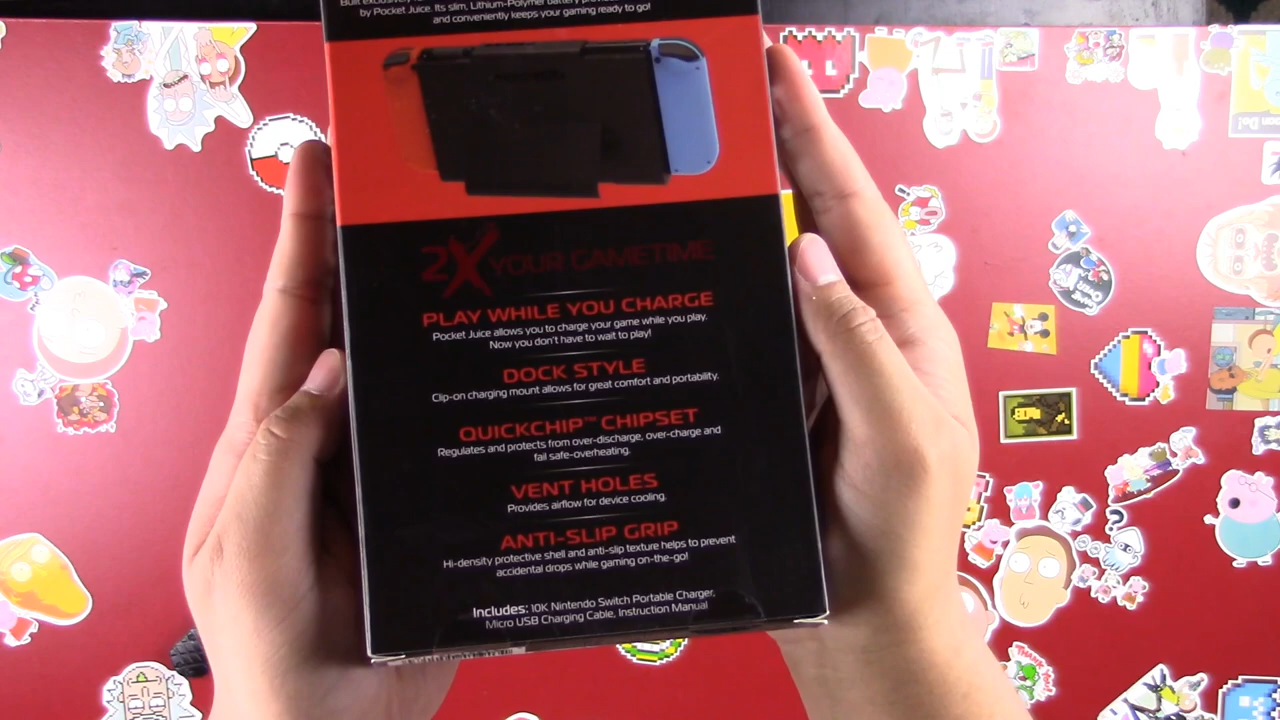 by Pocket Juice. Its slim, Lithium-Polymer battery
and conveniently keeps your gaming ready to go!
2X YOUR GAMETIME
PLAY WHILE YOU CHARGE
Pocket Juice allows you to charge your game while you play.
Now you don't have to wait to play!
DOCK STYLE
Clip-on charging mount allows for great comfort and portability.
QUICKCHIP™ CHIPSET
Regulates and protects from over-discharge, over-charge and
fail safe-overheating.
VENT HOLES
Provides airflow for device cooling.
ANTI-SLIP GRIP
Hi-density protective shell and anti-slip texture helps to prevent
accidental drops while gaming on-the-go!
Includes: 10K Nintendo Switch Portable Charger,
Micro USB Charging Cable, Instruction Manual
GAME
OVER
THANK
YOU!